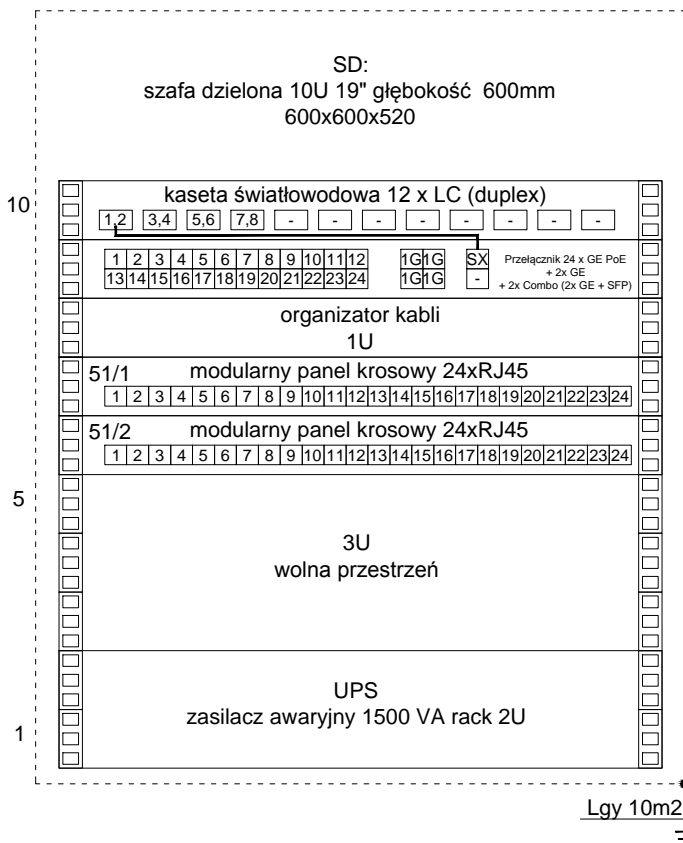 SD:
szafa dzielona 10U 19" głębokość 600mm
600x600x520
10
kaseta światłowodowa 12 x LC (duplex)
1,2 3,4 5,6 7,8 - - - - - - - -
1 2 3 4 5 6 7 8 9 10 11 12 1G 1G SX
13 14 15 16 17 18 19 20 21 22 23 24 1G 1G -
Przełącznik 24 x GE PoE
+ 2x GE
+ 2x Combo (2x GE + SFP)
organizator kabli
1U
51/1 modularny panel krosowy 24xRJ45
1 2 3 4 5 6 7 8 9 10 11 12 13 14 15 16 17 18 19 20 21 22 23 24
51/2 modularny panel krosowy 24xRJ45
1 2 3 4 5 6 7 8 9 10 11 12 13 14 15 16 17 18 19 20 21 22 23 24
5
3U
wolna przestrzeń
UPS
zasilacz awaryjny 1500 VA rack 2U
1
Lgy 10m2